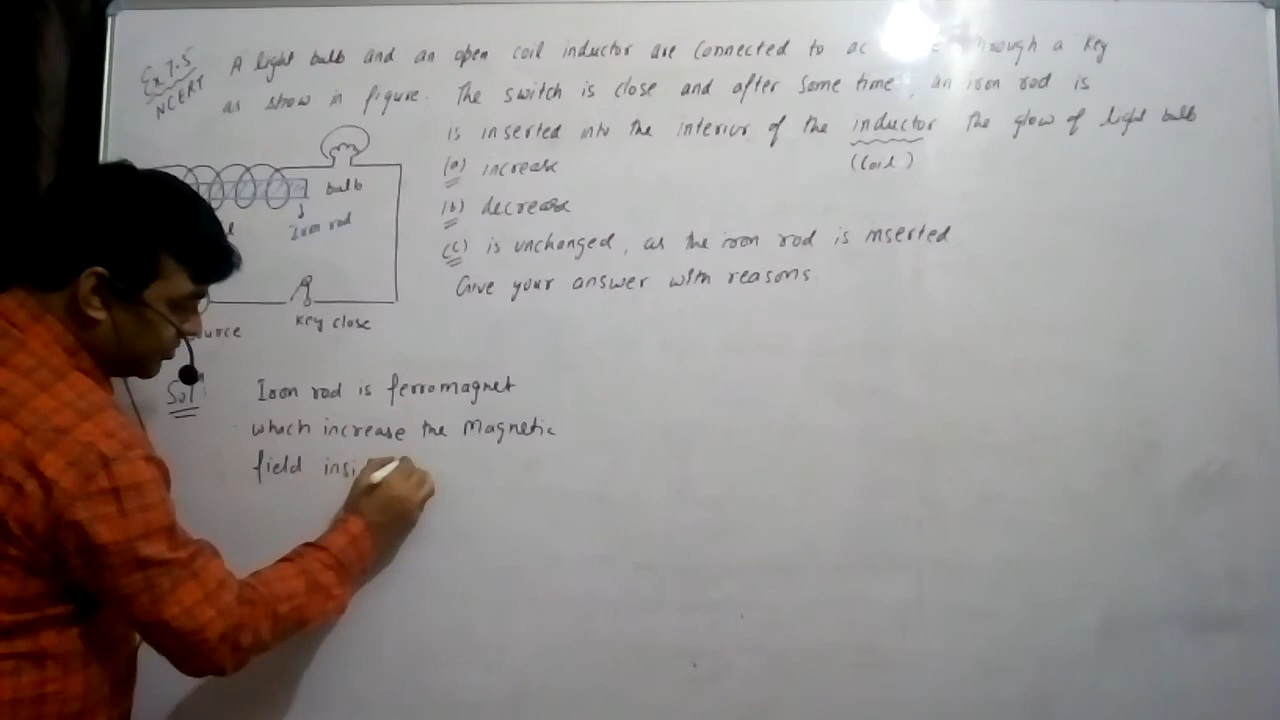 Ex 7.5
NCERT
A light bulb and an open coil inductor are connected to ac through a key
as show in figure. The switch is close and after some time, an iron rod is
is inserted into the interior of the inductor the glow of light bulb
(coil)
(a) increase
(b) decrease
(c) is unchanged, as the iron rod is inserted
Give your answer with reasons
bulb
Iron rod
key close
Solⁿ
Iron rod is ferromagnet
which increase the Magnetic
field insi